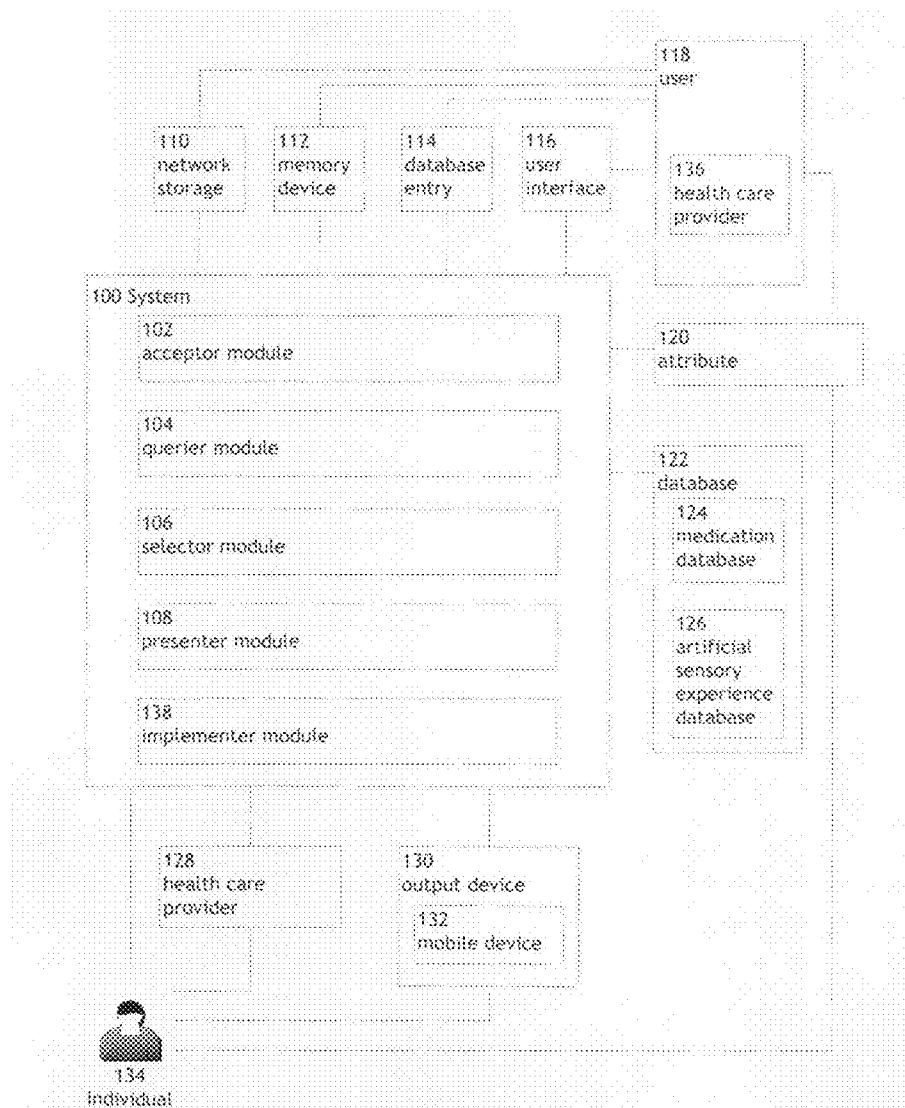 118
user
110
network
storage
112
memory
device
114
database
entry
116
user
interface
136
health care
provider
100 System
102
acceptor module
120
attribute
104
querier module
122
database
124
medication
database
106
selector module
108
presenter module
126
artificial
sensory
experience
database
138
implementer module
128
health care
provider
130
output device
132
mobile device
134
individual